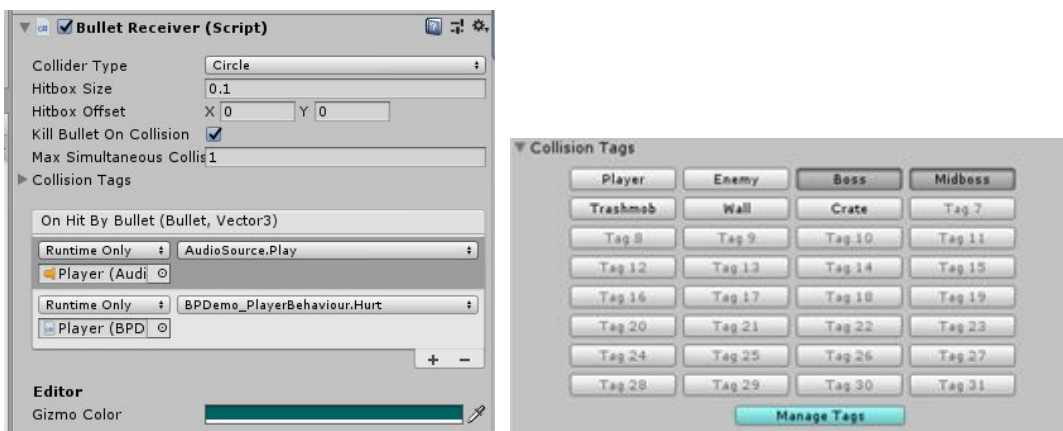 Bullet Receiver (Script)
Collider Type Circle
Hitbox Size 0.1
Hitbox Offset X 0 Y 0
Kill Bullet On Collision
Max Simultaneous Collis 1
Collision Tags
On Hit By Bullet (Bullet, Vector3)
Runtime Only AudioSource.Play
Player (Audi
Runtime Only BPDemo_PlayerBehaviour.Hurt
Player (BPD
+ −
Editor
Gizmo Color
Collision Tags
Player Enemy Boss Midboss
Trashmob Wall Crate Tag 7
Tag 8 Tag 9 Tag 10 Tag 11
Tag 12 Tag 13 Tag 14 Tag 15
Tag 16 Tag 17 Tag 18 Tag 19
Tag 20 Tag 21 Tag 22 Tag 23
Tag 24 Tag 25 Tag 26 Tag 27
Tag 28 Tag 29 Tag 30 Tag 31
Manage Tags